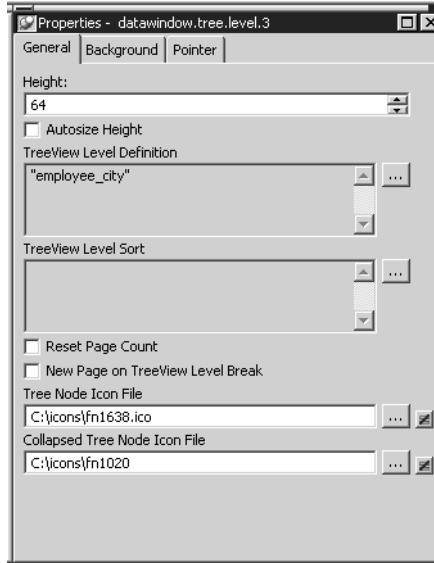 Properties - datawindow.tree.level.3
General Background Pointer
Height:
64
Autosize Height
TreeView Level Definition
"employee_city"
...
TreeView Level Sort
...
Reset Page Count
New Page on TreeView Level Break
Tree Node Icon File
C:\icons\fn1638.ico ...
Collapsed Tree Node Icon File
C:\icons\fn1020 ...